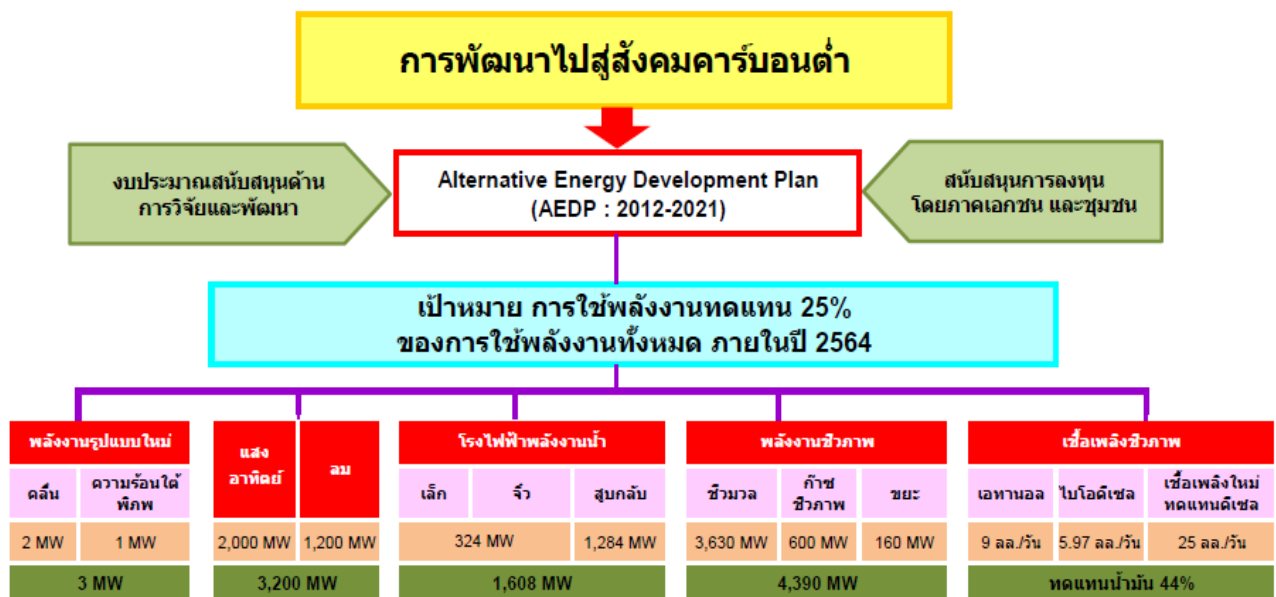 การพัฒนาไปสู่สังคมคาร์บอนต่ำ
งบประมาณสนับสนุนด้าน
การวิจัยและพัฒนา
Alternative Energy Development Plan
(AEDP : 2012-2021)
สนับสนุนการลงทุน
โดยภาคเอกชน และชุมชน
เป้าหมาย การใช้พลังงานทดแทน 25%
ของการใช้พลังงานทั้งหมด ภายในปี 2564
พลังงานรูปแบบใหม่
คลื่น
ความร้อนใต้
พิภพ
2 MW
1 MW
3 MW
แสง
อาทิตย์
ลม
2,000 MW
1,200 MW
3,200 MW
โรงไฟฟ้าพลังงานน้ำ
เล็ก
จิ๋ว
สูบกลับ
324 MW
1,284 MW
1,608 MW
พลังงานชีวภาพ
ชีวมวล
ก๊าซ
ชีวภาพ
ขยะ
3,630 MW
600 MW
160 MW
4,390 MW
เชื้อเพลิงชีวภาพ
เอทานอล
ไบโอดีเซล
เชื้อเพลิงใหม่
ทดแทนดีเซล
9 ลล./วัน
5.97 ลล./วัน
25 ลล./วัน
ทดแทนน้ำมัน 44%